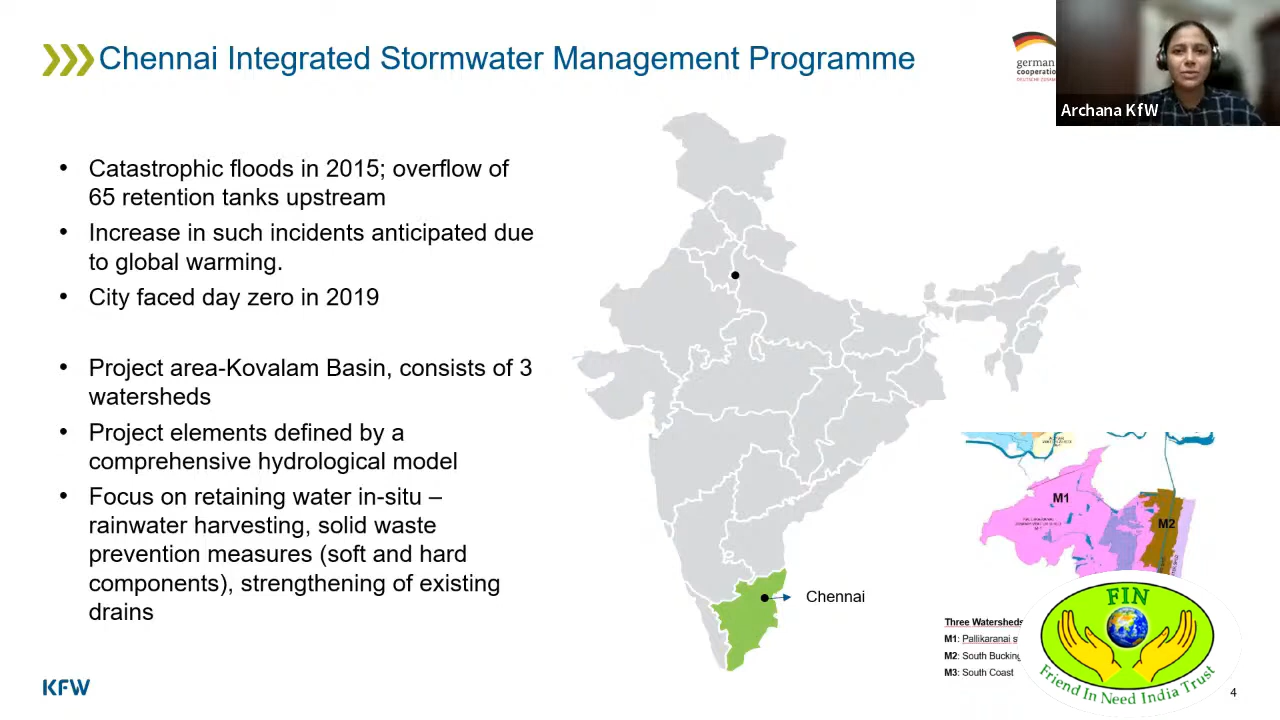 Chennai Integrated Stormwater Management Programme
german
cooperation
Archana KfW
• Catastrophic floods in 2015; overflow of
65 retention tanks upstream
• Increase in such incidents anticipated due
to global warming.
• City faced day zero in 2019
• Project area-Kovalam Basin, consists of 3
watersheds
• Project elements defined by a
comprehensive hydrological model
• Focus on retaining water in-situ –
rainwater harvesting, solid waste
prevention measures (soft and hard
components), strengthening of existing
drains
M1
M2
Chennai
Three Watersheds
M1: Pallikaranai
M2: South
M3: South Coast
FIN
Friend In Need India Trust
KFW
4